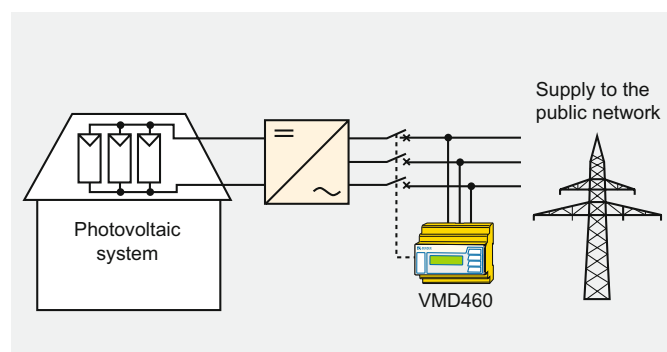 Supply to the
public network
Photovoltaic
system
VMD460